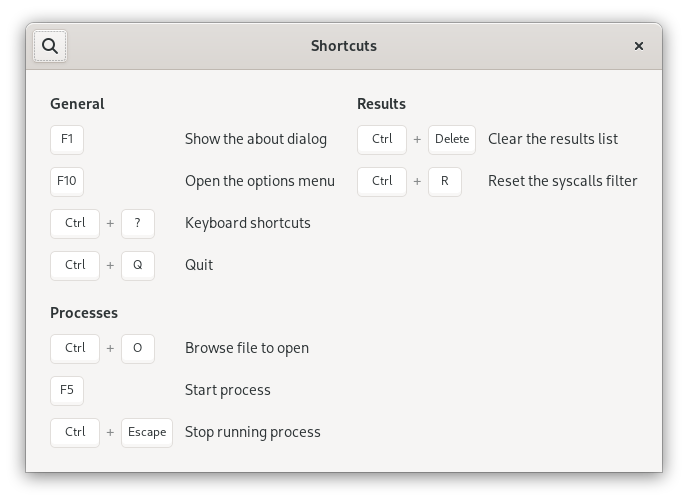 Shortcuts
General
F1 Show the about dialog
F10 Open the options menu
Ctrl + ? Keyboard shortcuts
Ctrl + Q Quit
Processes
Ctrl + O Browse file to open
F5 Start process
Ctrl + Escape Stop running process
Results
Ctrl + Delete Clear the results list
Ctrl + R Reset the syscalls filter